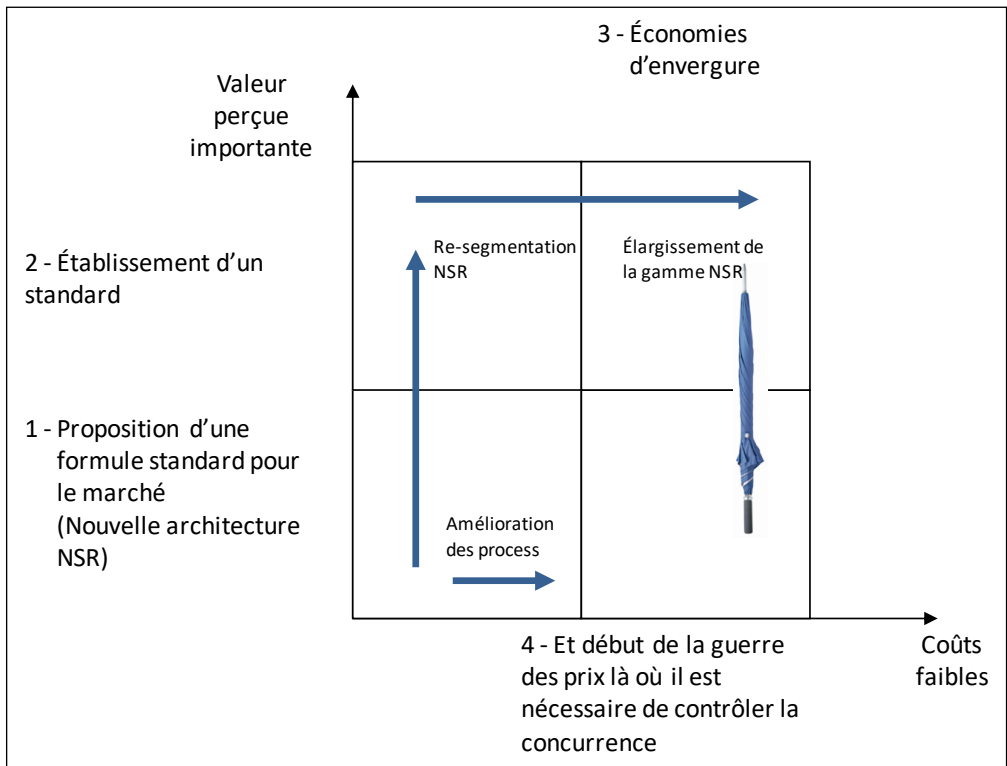 3 - Économies
d'envergure
Valeur
perçue
importante
Re-segmentation
NSR
Élargissement de
la gamme NSR
2 - Établissement d'un
standard
1 - Proposition d'une
formule standard pour
le marché
(Nouvelle architecture
NSR)
Amélioration
des process
4 - Et début de la guerre
des prix là où il est
nécessaire de contrôler la
concurrence
Coûts
faibles